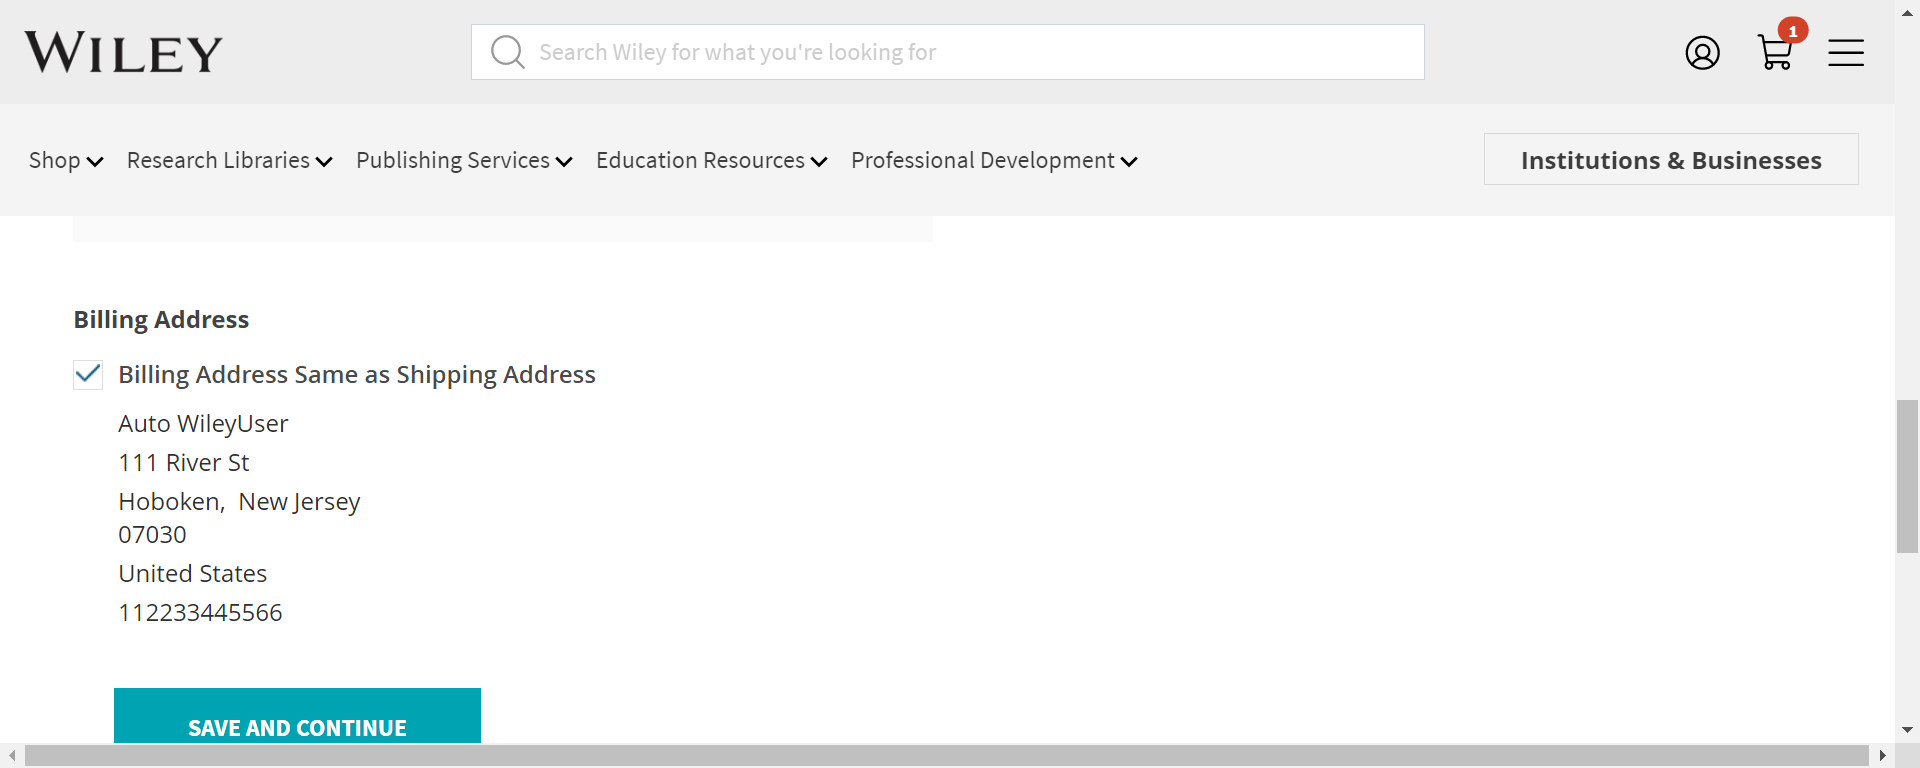 WILEY
Search Wiley for what you're looking for
1
Shop Research Libraries Publishing Services Education Resources Professional Development Institutions & Businesses
Billing Address
Billing Address Same as Shipping Address
Auto WileyUser
111 River St
Hoboken,  New Jersey
07030
United States
112233445566
SAVE AND CONTINUE